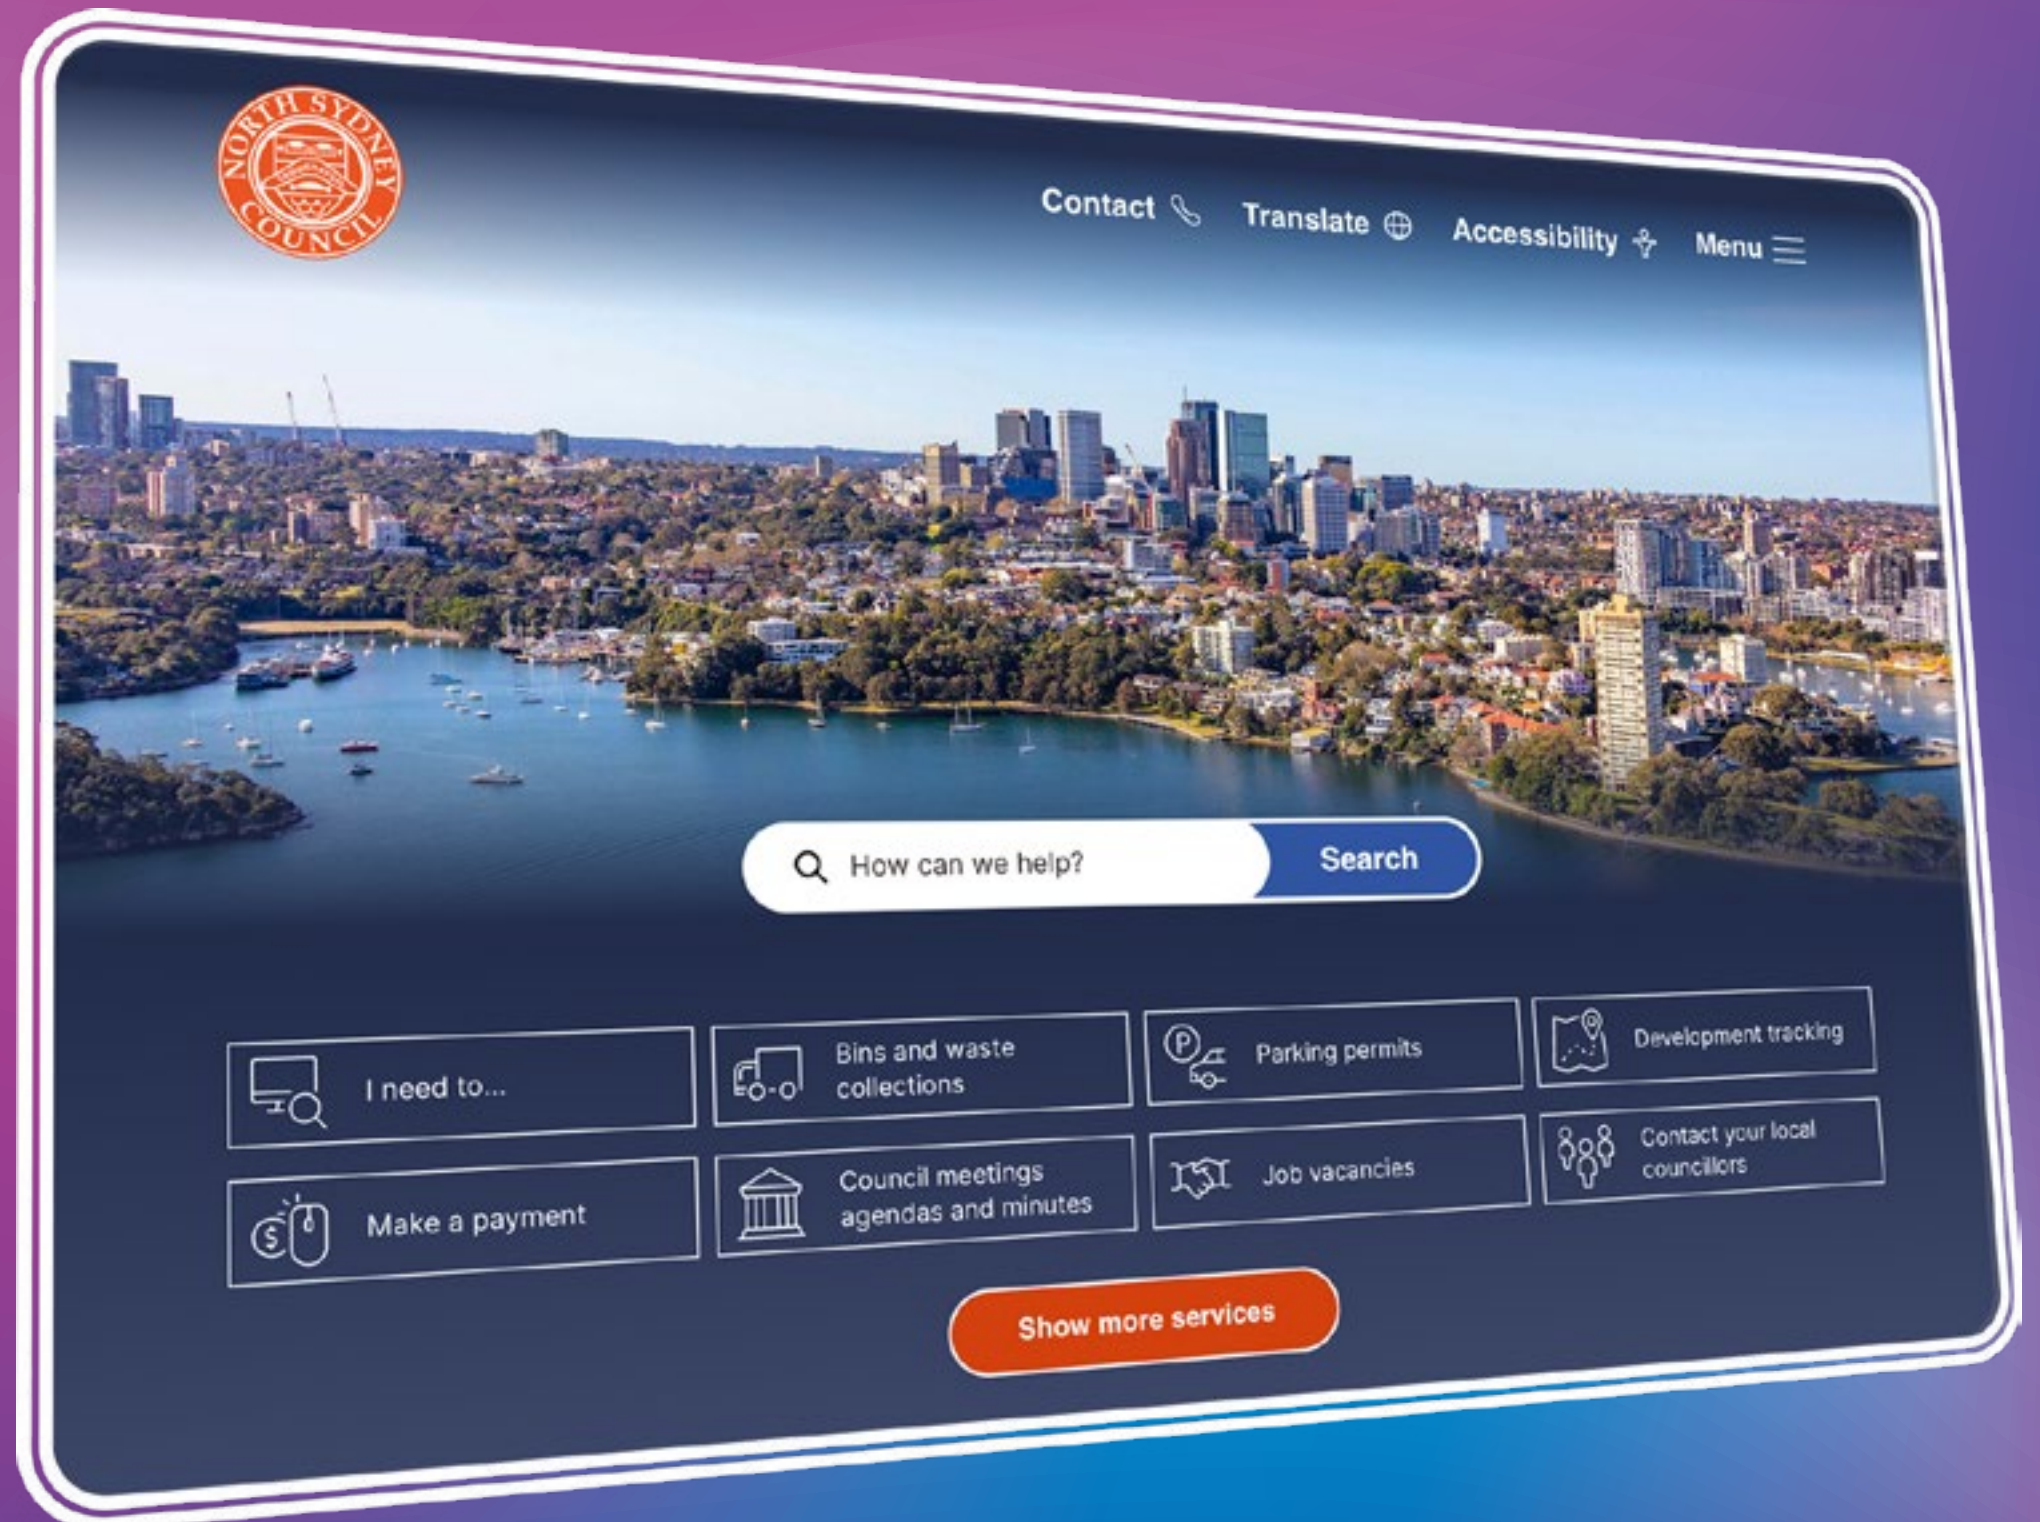 NORTH SYDNEY COUNCIL
Contact
Translate
Accessibility
Menu
How can we help?
Search
I need to...
Bins and waste
collections
P
Parking permits
Development tracking
$
Make a payment
Council meetings
agendas and minutes
Job vacancies
Contact your local
councillors
Show more services